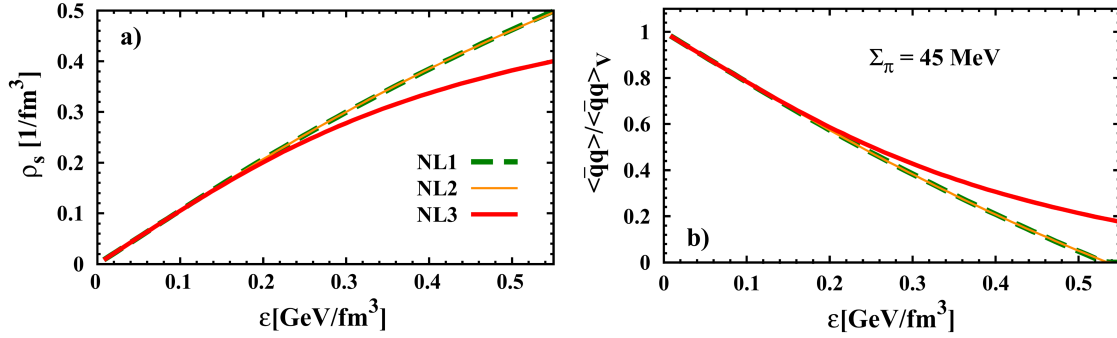 a)
ρs [1/fm³]
0.5
0.4
0.3
0.2
0.1
0
NL1
NL2
NL3
0 0.1 0.2 0.3 0.4 0.5
ε[GeV/fm³]
b)
Σπ = 45 MeV
<q̄q>/<q̄q>V
1
0.8
0.6
0.4
0.2
0
0 0.1 0.2 0.3 0.4 0.5
ε[GeV/fm³]